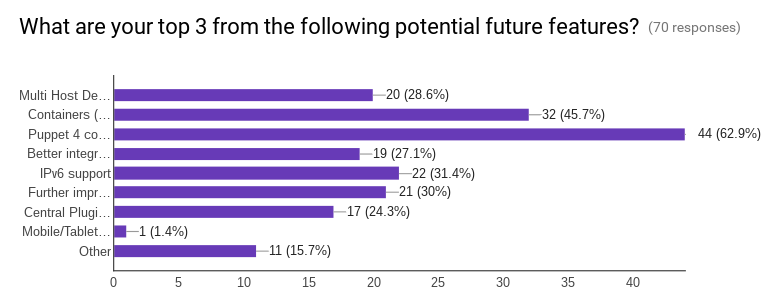 What are your top 3 from the following potential future features? (70 responses)
Multi Host De… 20 (28.6%)
Containers (… 32 (45.7%)
Puppet 4 co… 44 (62.9%)
Better integr… 19 (27.1%)
IPv6 support 22 (31.4%)
Further impr… 21 (30%)
Central Plugi… 17 (24.3%)
Mobile/Tablet… 1 (1.4%)
Other 11 (15.7%)
0 5 10 15 20 25 30 35 40